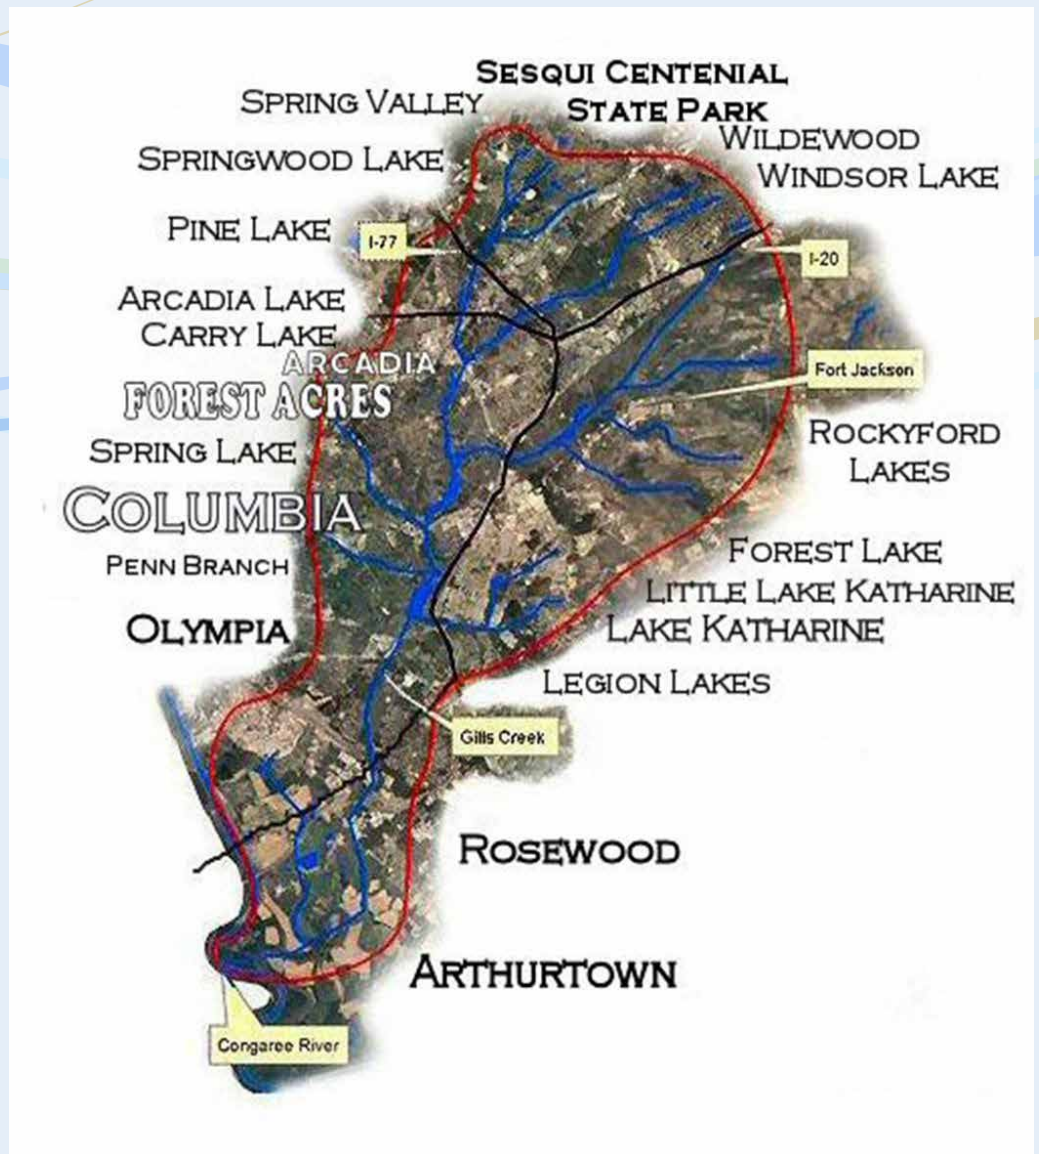 SESQUI CENTENIAL
STATE PARK
SPRING VALLEY
WILDEWOOD
SPRINGWOOD LAKE
WINDSOR LAKE
PINE LAKE
I-77
I-20
ARCADIA LAKE
CARRY LAKE
ARCADIA
FOREST ACRES
Fort Jackson
ROCKYFORD
LAKES
SPRING LAKE
COLUMBIA
PENN BRANCH
FOREST LAKE
LITTLE LAKE KATHARINE
LAKE KATHARINE
OLYMPIA
LEGION LAKES
Gills Creek
ROSEWOOD
ARTHURTOWN
Congaree River